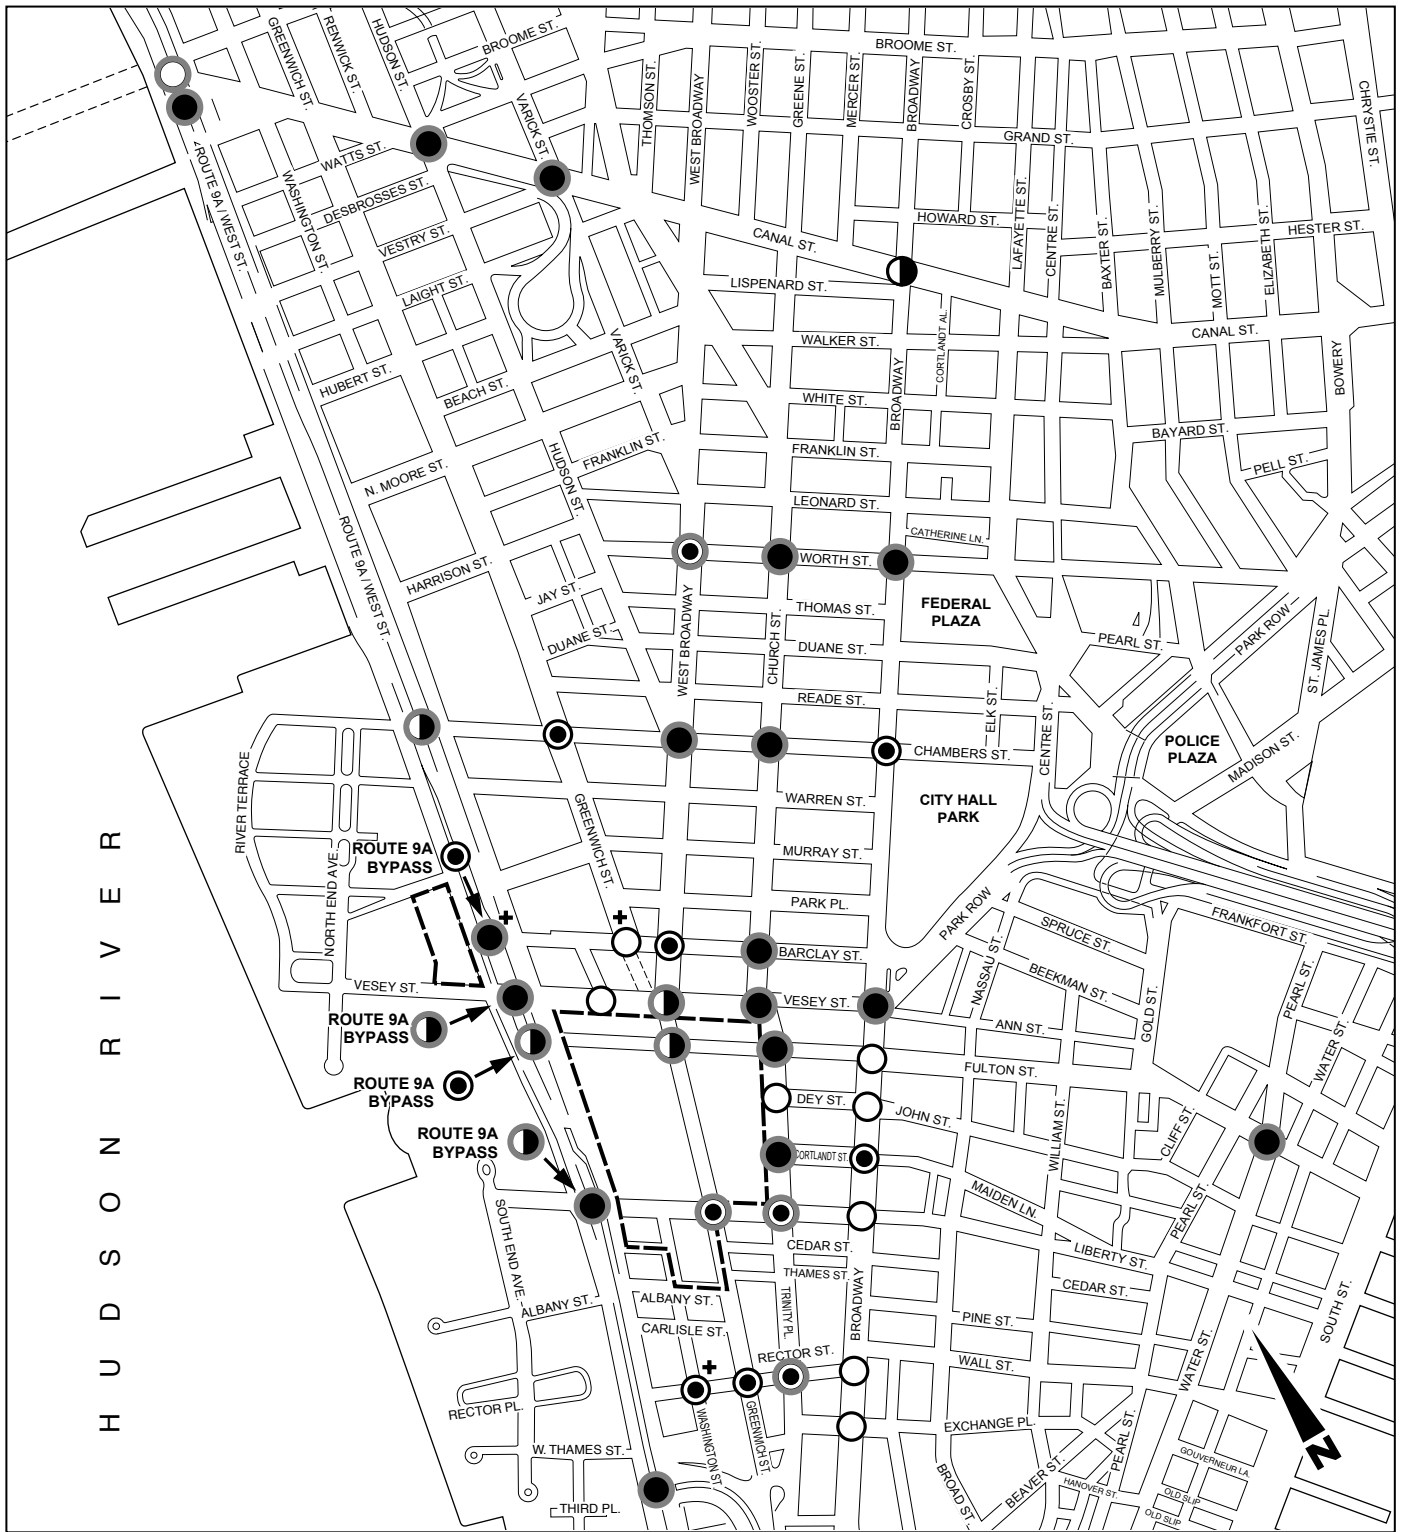 GREENWICH ST.
RENWICK ST.
HUDSON ST.
BROOME ST.
BROOME ST.
VARICK ST.
THOMSON ST.
WEST BROADWAY
WOOSTER ST.
GREENE ST.
MERCER ST.
BROADWAY
CROSBY ST.
CHRYSTIE ST.
GRAND ST.
WATTS ST.
ROUTE 9A / WEST ST.
WASHINGTON ST.
DESBROSSES ST.
VESTRY ST.
LAIGHT ST.
CANAL ST.
HOWARD ST.
LAFAYETTE ST.
CENTRE ST.
BAXTER ST.
MULBERRY ST.
MOTT ST.
ELIZABETH ST.
HESTER ST.
LISPENARD ST.
CORTLANDT AL.
CANAL ST.
WALKER ST.
VARICK ST.
HUBERT ST.
BEACH ST.
BROADWAY
BOWERY
WHITE ST.
BAYARD ST.
FRANKLIN ST.
FRANKLIN ST.
PELL ST.
HUDSON ST.
N. MOORE ST.
LEONARD ST.
CATHERINE LN.
ROUTE 9A / WEST ST.
WORTH ST.
HARRISON ST.
JAY ST.
THOMAS ST.
FEDERAL
PLAZA
DUANE ST.
WEST BROADWAY
CHURCH ST.
DUANE ST.
PEARL ST.
PARK ROW
ST. JAMES PL.
READE ST.
ELK ST.
CENTRE ST.
CHAMBERS ST.
POLICE
PLAZA
MADISON ST.
RIVER TERRACE
WARREN ST.
CITY HALL
PARK
GREENWICH ST.
ROUTE 9A
BYPASS
MURRAY ST.
NORTH END AVE.
PARK PL.
PARK ROW
SPRUCE ST.
FRANKFORT ST.
BARCLAY ST.
NASSAU ST.
BEEKMAN ST.
PEARL ST.
GOLD ST.
VESEY ST.
VESEY ST.
ANN ST.
WATER ST.
ROUTE 9A
BYPASS
FULTON ST.
ROUTE 9A
BYPASS
DEY ST.
JOHN ST.
WILLIAM ST.
CLIFF ST.
ROUTE 9A
BYPASS
CORTLANDT ST.
MAIDEN LN.
PEARL ST.
SOUTH END AVE.
CEDAR ST.
LIBERTY ST.
THAMES ST.
CEDAR ST.
ALBANY ST.
ALBANY ST.
TRINITY PL.
BROADWAY
PINE ST.
SOUTH ST.
CARLISLE ST.
RECTOR ST.
WALL ST.
WATER ST.
RECTOR PL.
WASHINGTON ST
GREENWICH ST.
EXCHANGE PL.
PEARL ST.
W. THAMES ST.
GOUVERNEUR LA.
BROAD ST.
BEAVER ST.
HANOVER ST.
OLD SLIP
OLD SLIP
THIRD PL.
HUDSON RIVER
N